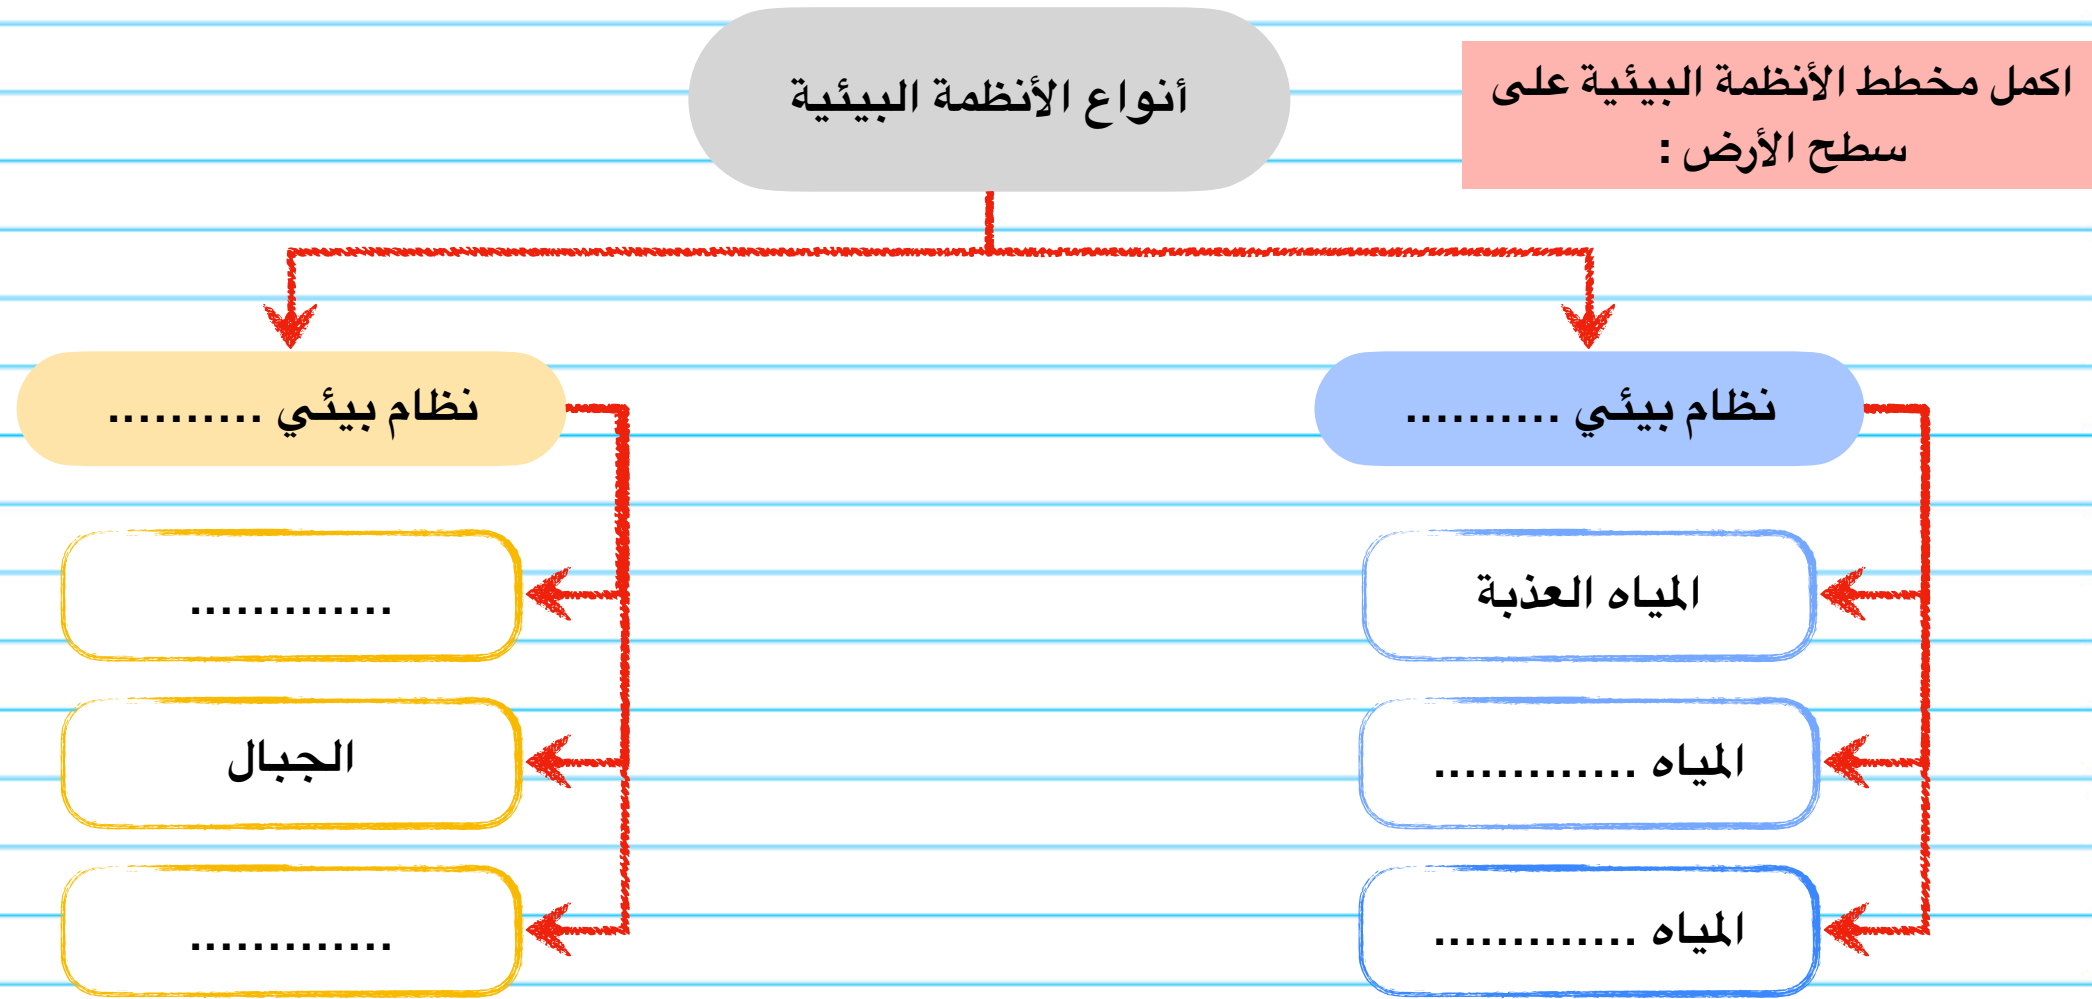 اكمل مخطط الأنظمة البيئية على
سطح الأرض :
أنواع الأنظمة البيئية
نظام بيئي ..........
المياه العذبة
المياه .............
المياه .............
نظام بيئي ..........
.............
الجبال
.............